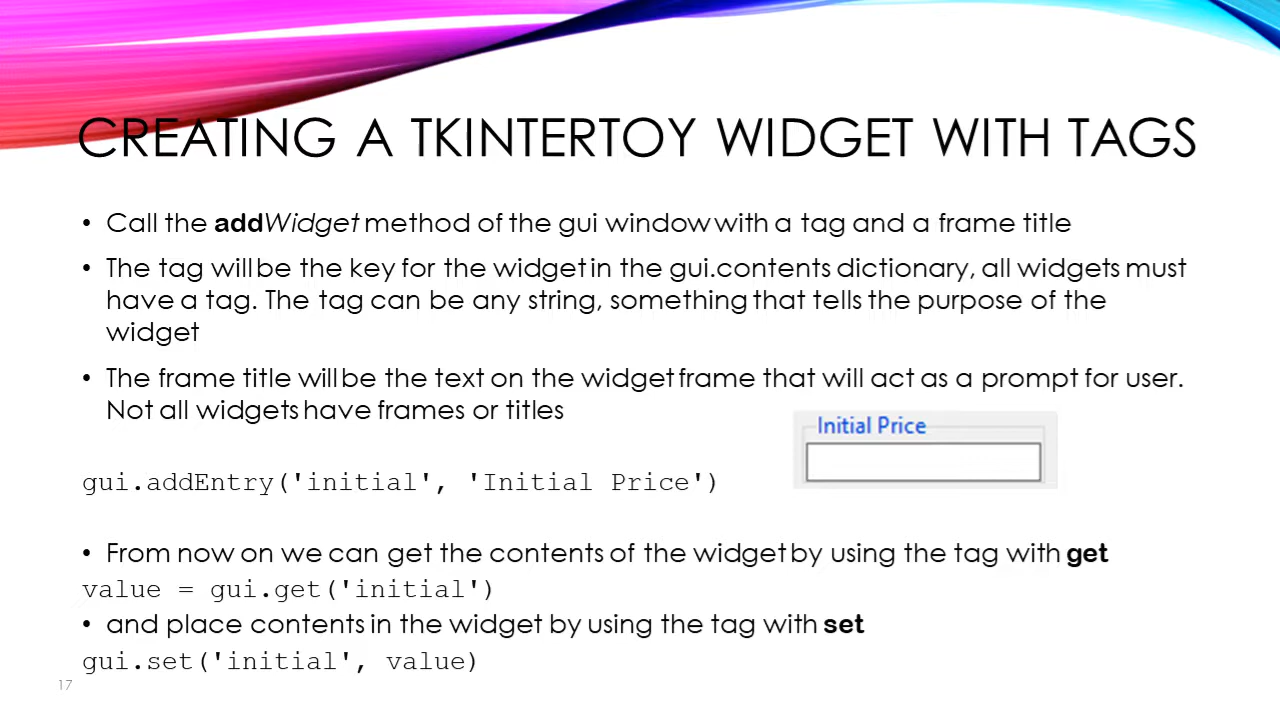 CREATING A TKINTERTOY WIDGET WITH TAGS
• Call the addWidget method of the gui window with a tag and a frame title
• The tag will be the key for the widget in the gui.contents dictionary, all widgets must
have a tag. The tag can be any string, something that tells the purpose of the
widget
• The frame title will be the text on the widget frame that will act as a prompt for user.
Not all widgets have frames or titles
Initial Price
gui.addEntry('initial', 'Initial Price')
• From now on we can get the contents of the widget by using the tag with get
value = gui.get('initial')
• and place contents in the widget by using the tag with set
gui.set('initial', value)
17